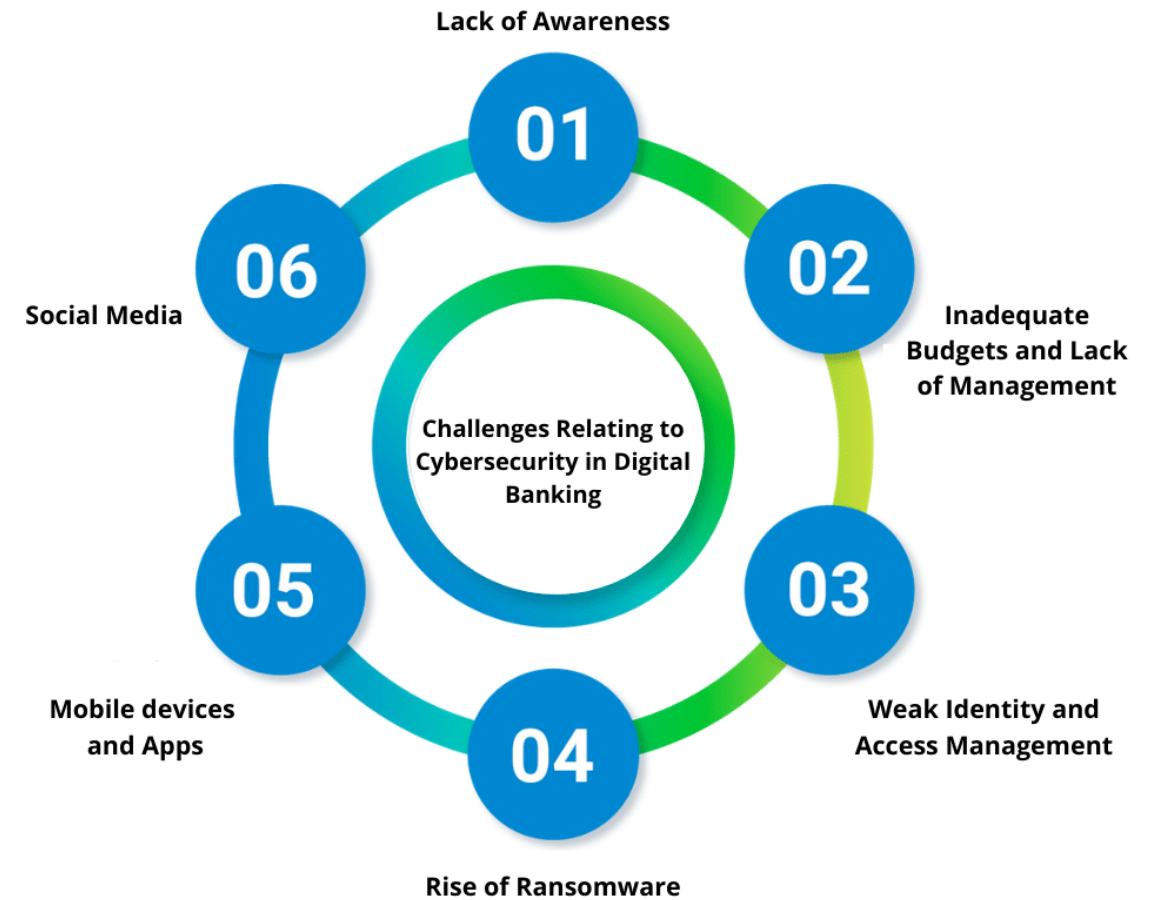 Lack of Awareness
01
02
Inadequate
Budgets and Lack
of Management
03
Weak Identity and
Access Management
04
Rise of Ransomware
05
Mobile devices
and Apps
06
Social Media
Challenges Relating to
Cybersecurity in Digital
Banking